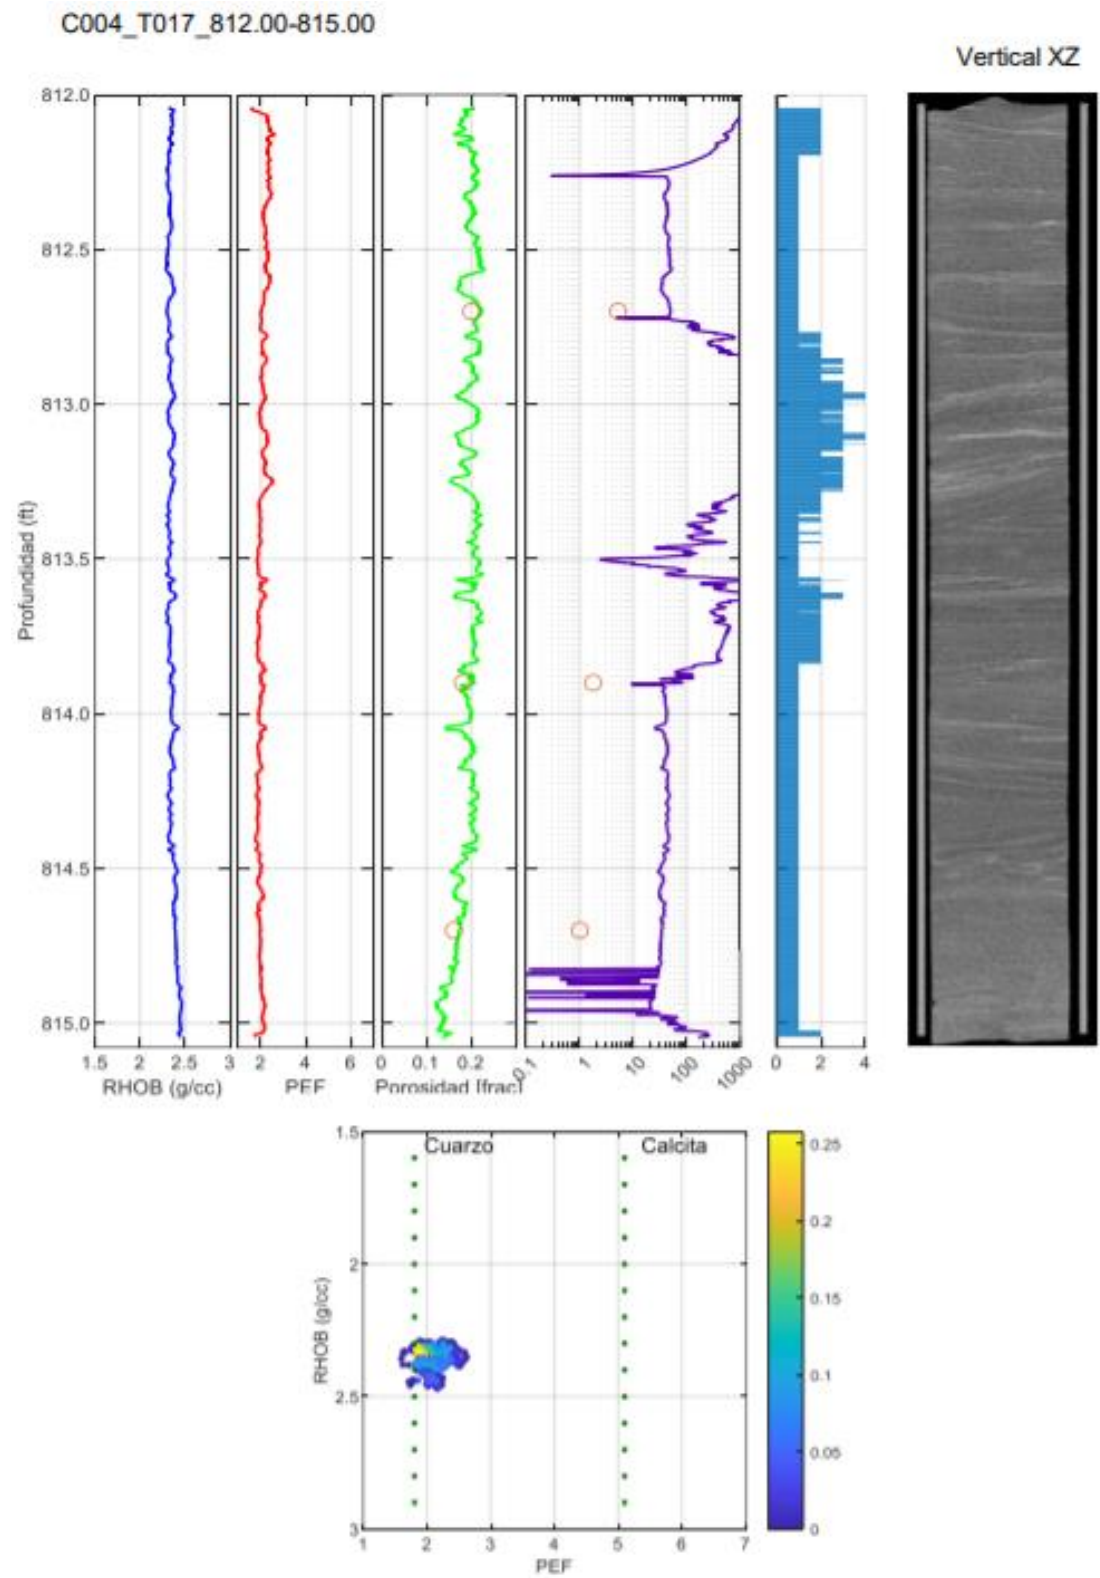 C004_T017_812.00-815.00
Vertical XZ
812.0
812.5
813.0
813.5
814.0
814.5
815.0
Profundidad (ft)
1.5 2 2.5 3 2 4 6 0 0.1 0.2 0.1 1 10 100 1000 0 2 4
RHOB (g/cc) PEF Porosidad [frac]
Cuarzo Calcita
1.5
2
2.5
3
RHOB (g/cc)
1 2 3 4 5 6 7
PEF
0.25
0.2
0.15
0.1
0.05
0